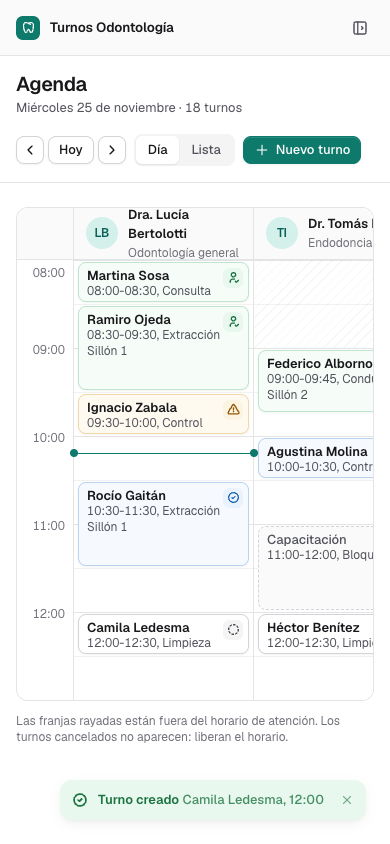 Turnos Odontología
Agenda
Miércoles 25 de noviembre · 18 turnos
Hoy
Día
Lista
Nuevo turno
LB
Dra. Lucía
Bertolotti
Odontología general
TI
Dr. Tomás
Endodoncia
08:00
09:00
10:00
11:00
12:00
Martina Sosa
08:00-08:30, Consulta
Ramiro Ojeda
08:30-09:30, Extracción
Sillón 1
Ignacio Zabala
09:30-10:00, Control
Rocío Gaitán
10:30-11:30, Extracción
Sillón 1
Camila Ledesma
12:00-12:30, Limpieza
Federico Alborno
09:00-09:45, Condu
Sillón 2
Agustina Molina
10:00-10:30, Contr
Capacitación
11:00-12:00, Bloqu
Héctor Benítez
12:00-12:30, Limpie
Las franjas rayadas están fuera del horario de atención. Los
turnos cancelados no aparecen: liberan el horario.
Turno creado Camila Ledesma, 12:00